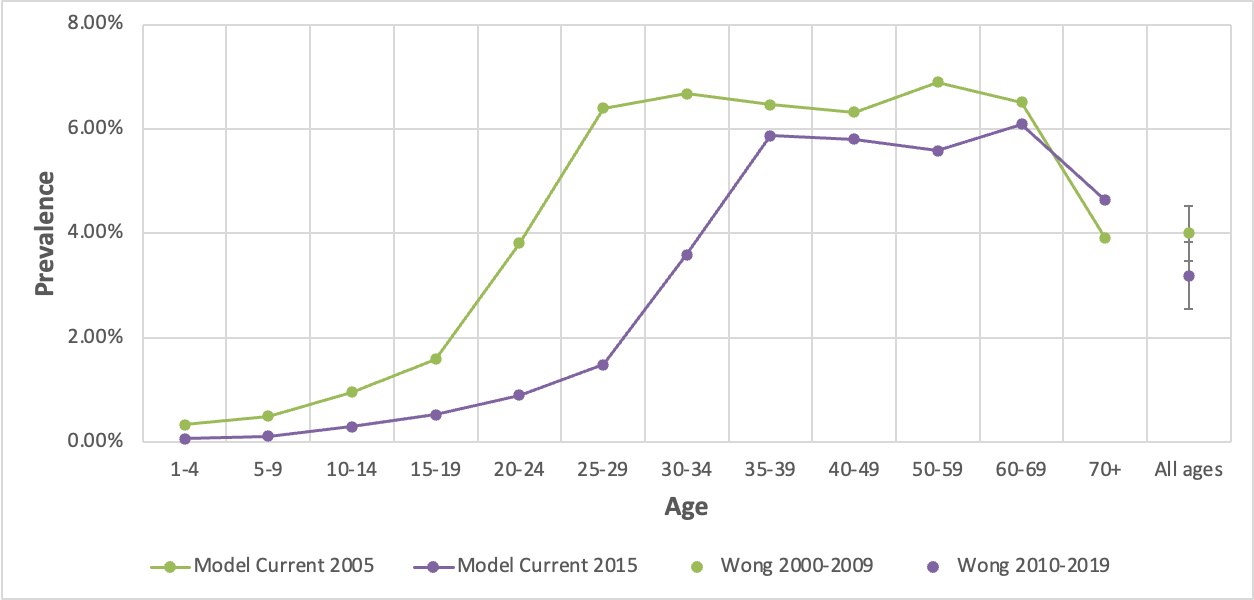 8.00%
6.00%
4.00%
2.00%
0.00%
Prevalence
1-4 5-9 10-14 15-19 20-24 25-29 30-34 35-39 40-49 50-59 60-69 70+ All ages
Age
Model Current 2005 Model Current 2015 Wong 2000-2009 Wong 2010-2019